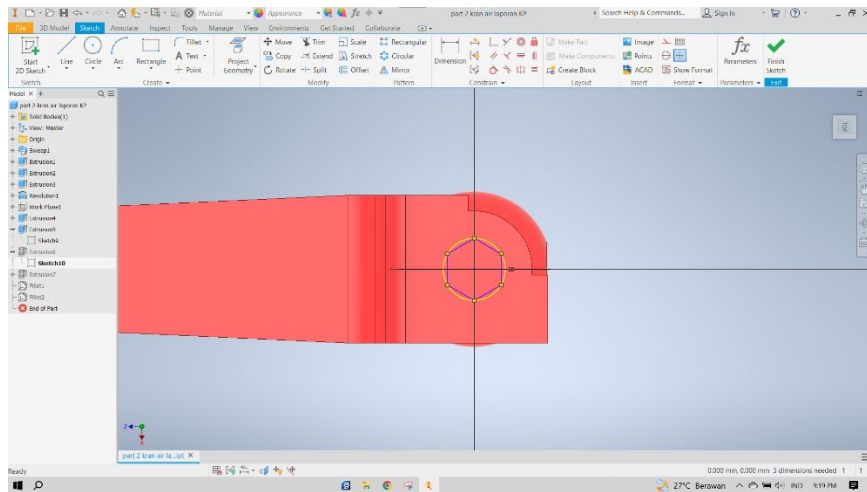 Material
Appearance
part 2 kran air laporan KP
Search Help & Commands...
Sign In
File 3D Model Sketch Annotate Inspect Tools Manage View Environments Get Started Collaborate
Start
2D Sketch
Line
Circle
Arc
Rectangle
Fillet
Text
Point
Project
Geometry
Move Trim Scale
Copy Extend Stretch
Rotate Split Offset
Rectangular
Circular
Mirror
Dimension
Make Part
Make Components
Create Block
Image
Points
ACAD
Show Format
fx
Parameters
Finish
Sketch
Sketch Create Modify Pattern Constrain Layout Insert Format Parameters Exit
Model
part 2 kran air laporan KP
Solid Bodies(1)
View: Master
Origin
Sweep1
Extrusion1
Extrusion2
Extrusion3
Revolution1
Work Plane1
Extrusion4
Extrusion5
Sketch9
Extrusion6
Sketch10
Extrusion7
Fillet1
Fillet2
End of Part
20
Z
X
part 2 kran air la...ipt
Ready
0.000 mm, 0.000 mm 3 dimensions needed 1 1
27°C Berawan
IND
9:19 PM